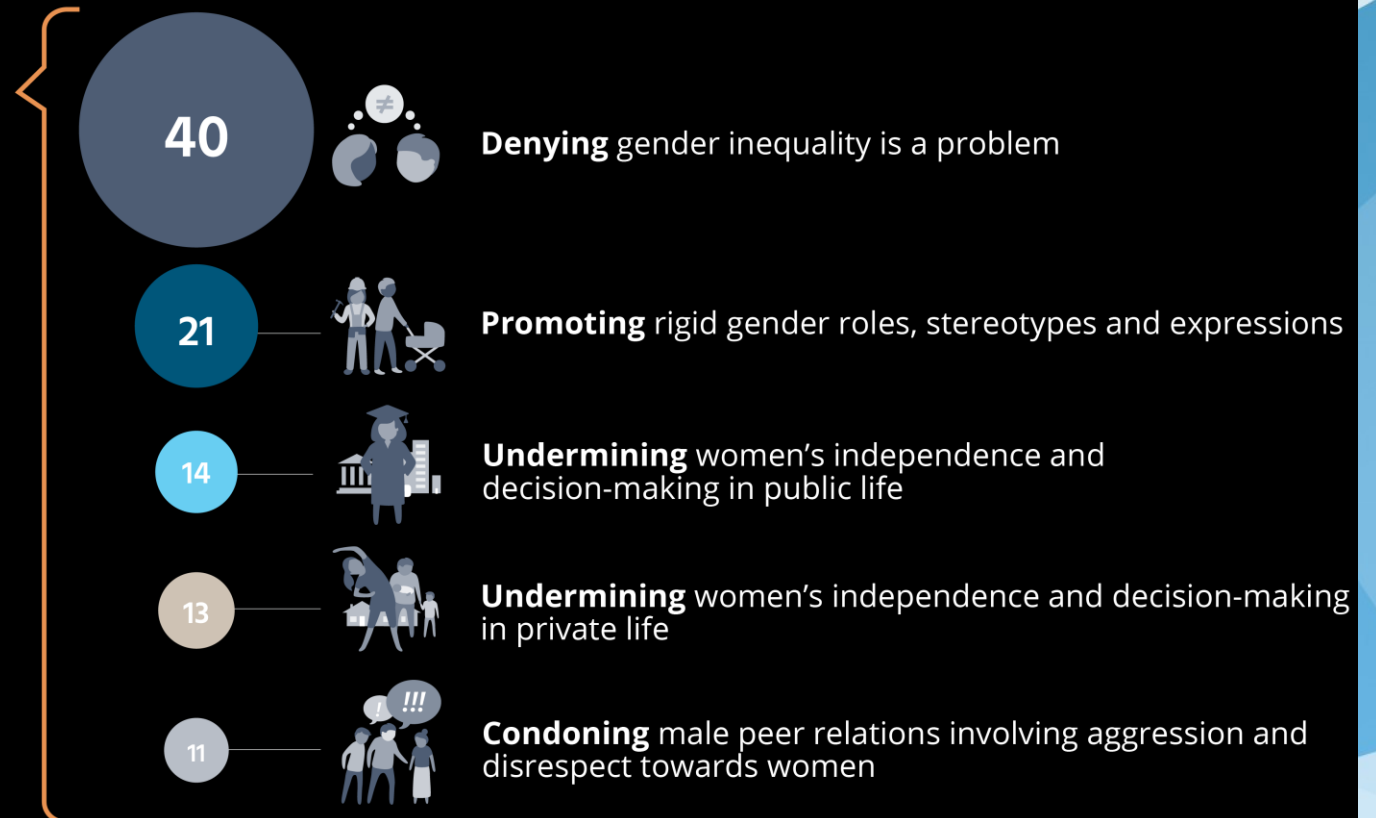 ≠
40
Denying gender inequality is a problem
21
Promoting rigid gender roles, stereotypes and expressions
14
Undermining women’s independence and
decision-making in public life
13
Undermining women’s independence and decision-making
in private life
! !!!
11
Condoning male peer relations involving aggression and
disrespect towards women